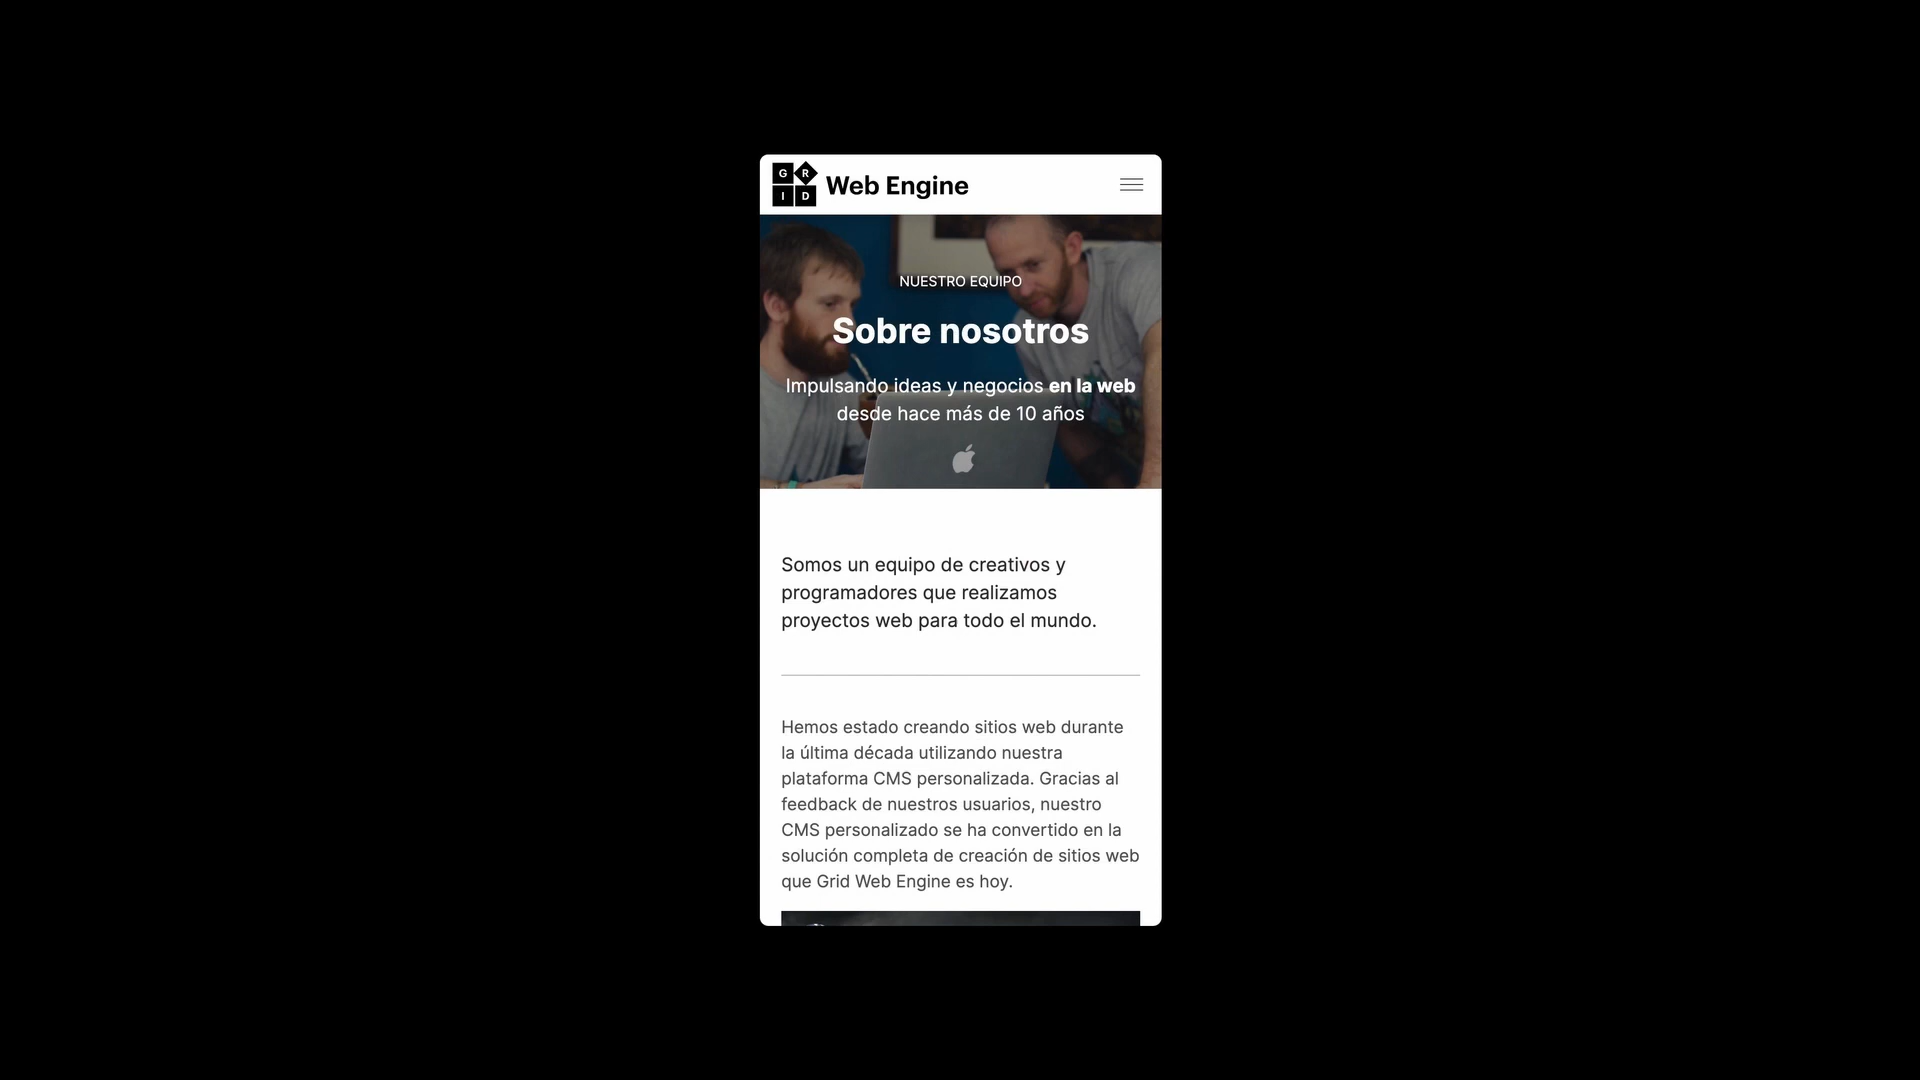 GR
ID
Web Engine
NUESTRO EQUIPO
Sobre nosotros
Impulsando ideas y negocios en la web
desde hace más de 10 años
Somos un equipo de creativos y
programadores que realizamos
proyectos web para todo el mundo.
Hemos estado creando sitios web durante
la última década utilizando nuestra
plataforma CMS personalizada. Gracias al
feedback de nuestros usuarios, nuestro
CMS personalizado se ha convertido en la
solución completa de creación de sitios web
que Grid Web Engine es hoy.